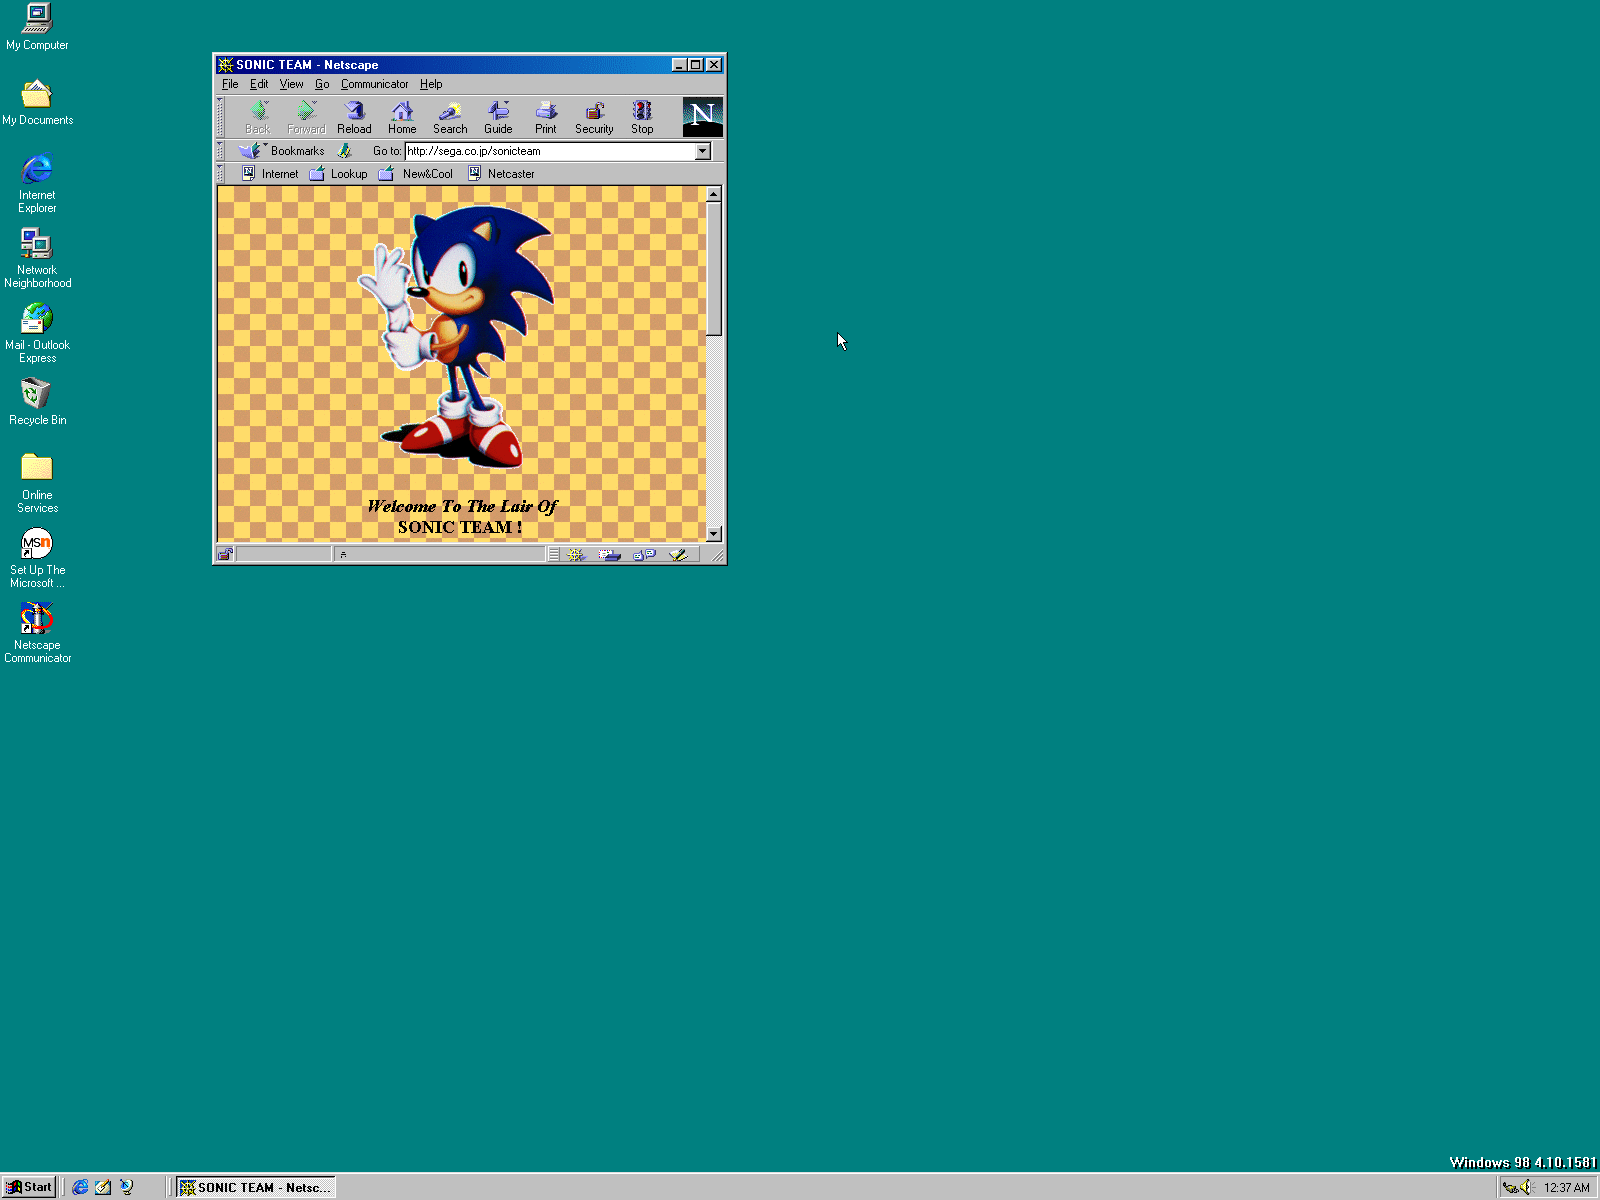 My Computer
My Documents
Internet
Explorer
Network
Neighborhood
Mail - Outlook
Express
Recycle Bin
Online
Services
MSn
Set Up The
Microsoft ...
Netscape
Communicator
SONIC TEAM - Netscape
File Edit View Go Communicator Help
Back Forward Reload Home Search Guide Print Security Stop
N
Bookmarks Go to: http://sega.co.jp/sonicteam
Internet Lookup New&Cool Netcaster
Welcome To The Lair Of
SONIC TEAM !
Windows 98 4.10.1581
Start SONIC TEAM - Netsc... 12:37 AM